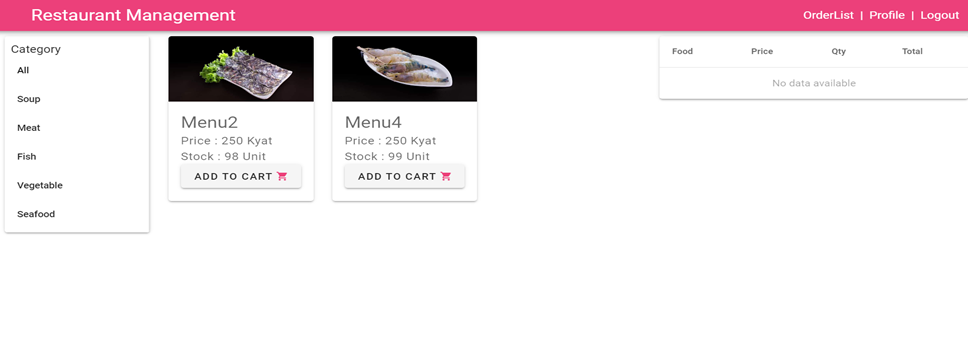 Restaurant Management
OrderList | Profile | Logout
Category
All
Soup
Meat
Fish
Vegetable
Seafood
Menu2
Price : 250 Kyat
Stock : 98 Unit
ADD TO CART
Menu4
Price : 250 Kyat
Stock : 99 Unit
ADD TO CART
Food Price Qty Total
No data available